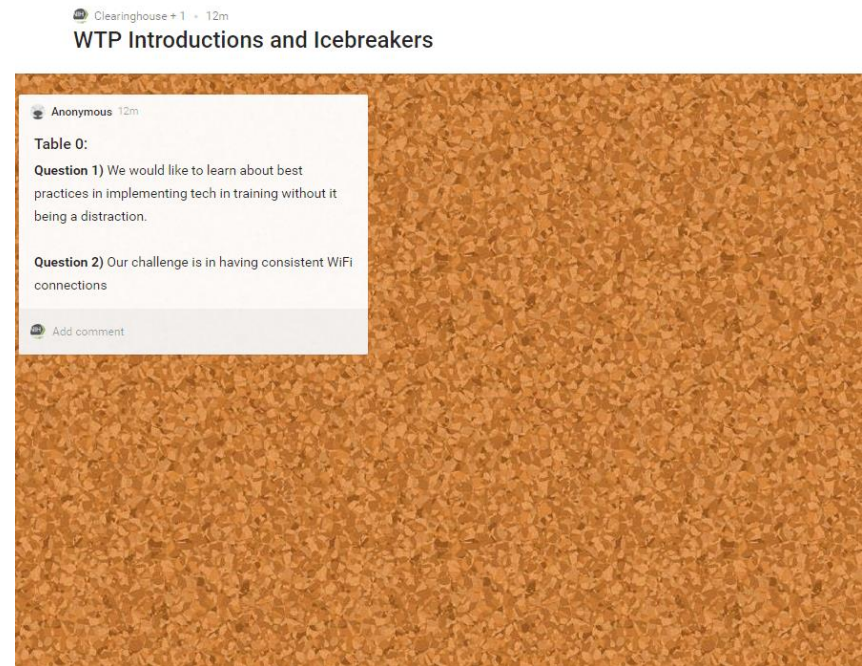 Clearinghouse + 1 • 12m
WTP Introductions and Icebreakers
Anonymous 12m
Table 0:
Question 1) We would like to learn about best
practices in implementing tech in training without it
being a distraction.
Question 2) Our challenge is in having consistent WiFi
connections
Add comment